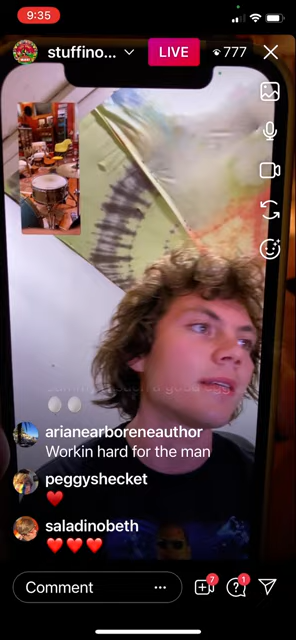 9:35
stuffino...
LIVE
777
arianearboreneauthor
Workin hard for the man
peggyshecket
saladinobeth
Comment
7
1